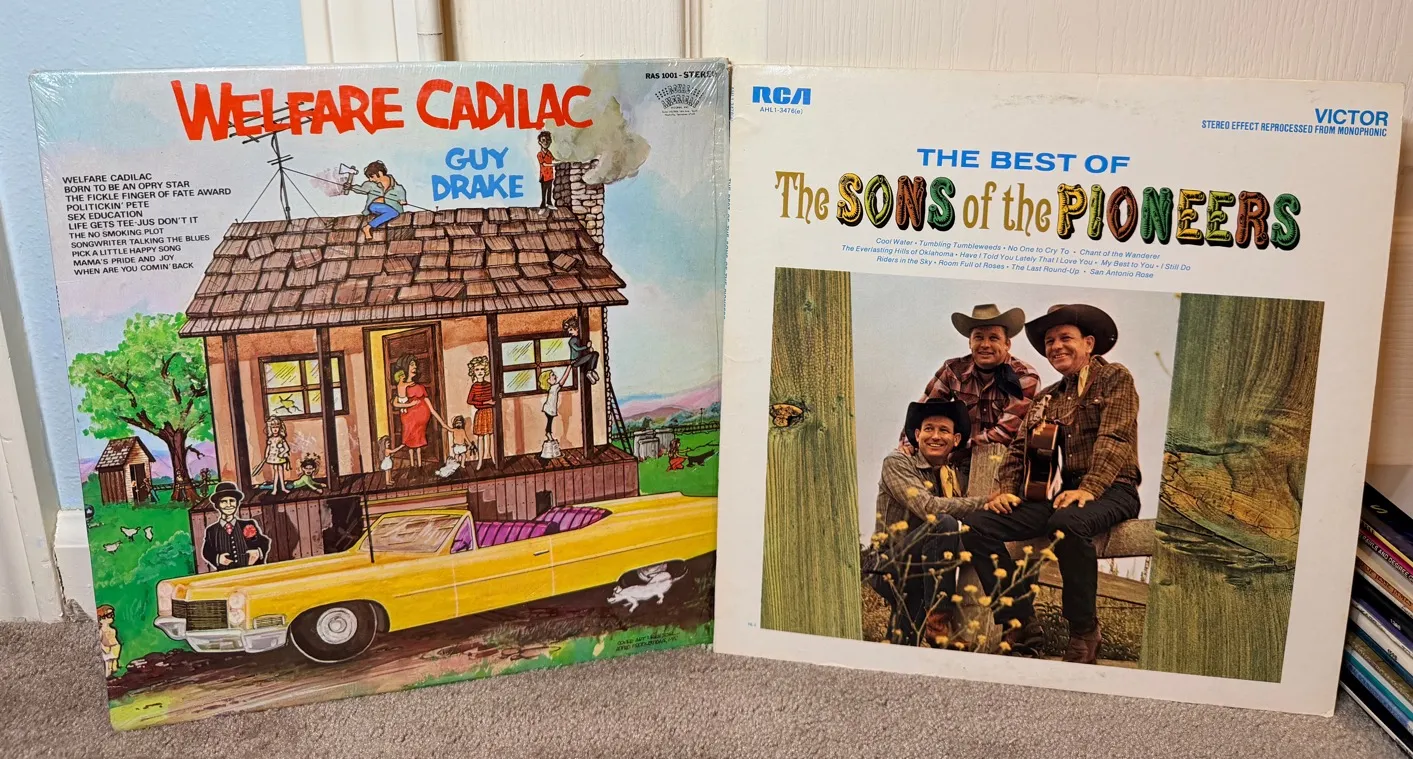 WELFARE CADILAC
GUY
DRAKE
RAS 1001 - STEREO
WELFARE CADILAC
BORN TO BE AN OPRY STAR
THE FICKLE FINGER OF FATE AWARD
POLITICKIN' PETE
SEX EDUCATION
LIFE GETS TEE-JUS DON'T IT
THE NO SMOKING PLOT
SONGWRITER TALKING THE BLUES
PICK A LITTLE HAPPY SONG
MAMA'S PRIDE AND JOY
WHEN ARE YOU COMIN' BACK
RCA
AHL1-3476(e)
VICTOR
STEREO EFFECT REPROCESSED FROM MONOPHONIC
THE BEST OF
The SONS of the PIONEERS
Cool Water • Tumbling Tumbleweeds • No One to Cry To • Chant of the Wanderer
The Everlasting Hills of Oklahoma • Have I Told You Lately That I Love You • My Best to You • I Still Do
Riders in the Sky • Room Full of Roses • The Last Round-Up • San Antonio Rose